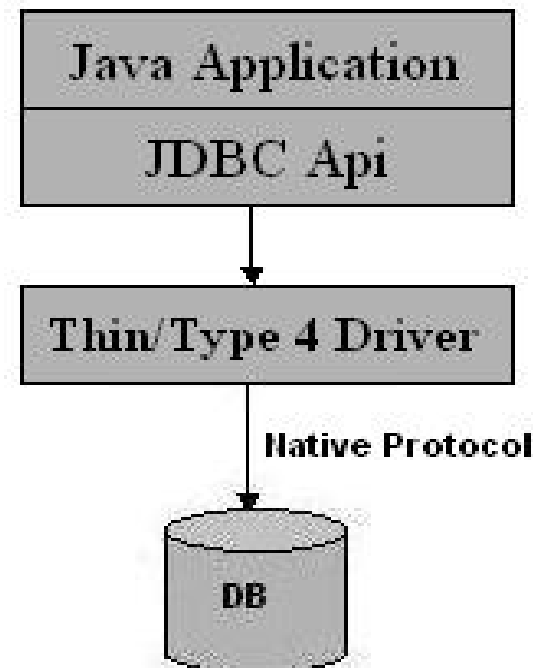 Java Application
JDBC Api
Thin/Type 4 Driver
Native Protocol
DB